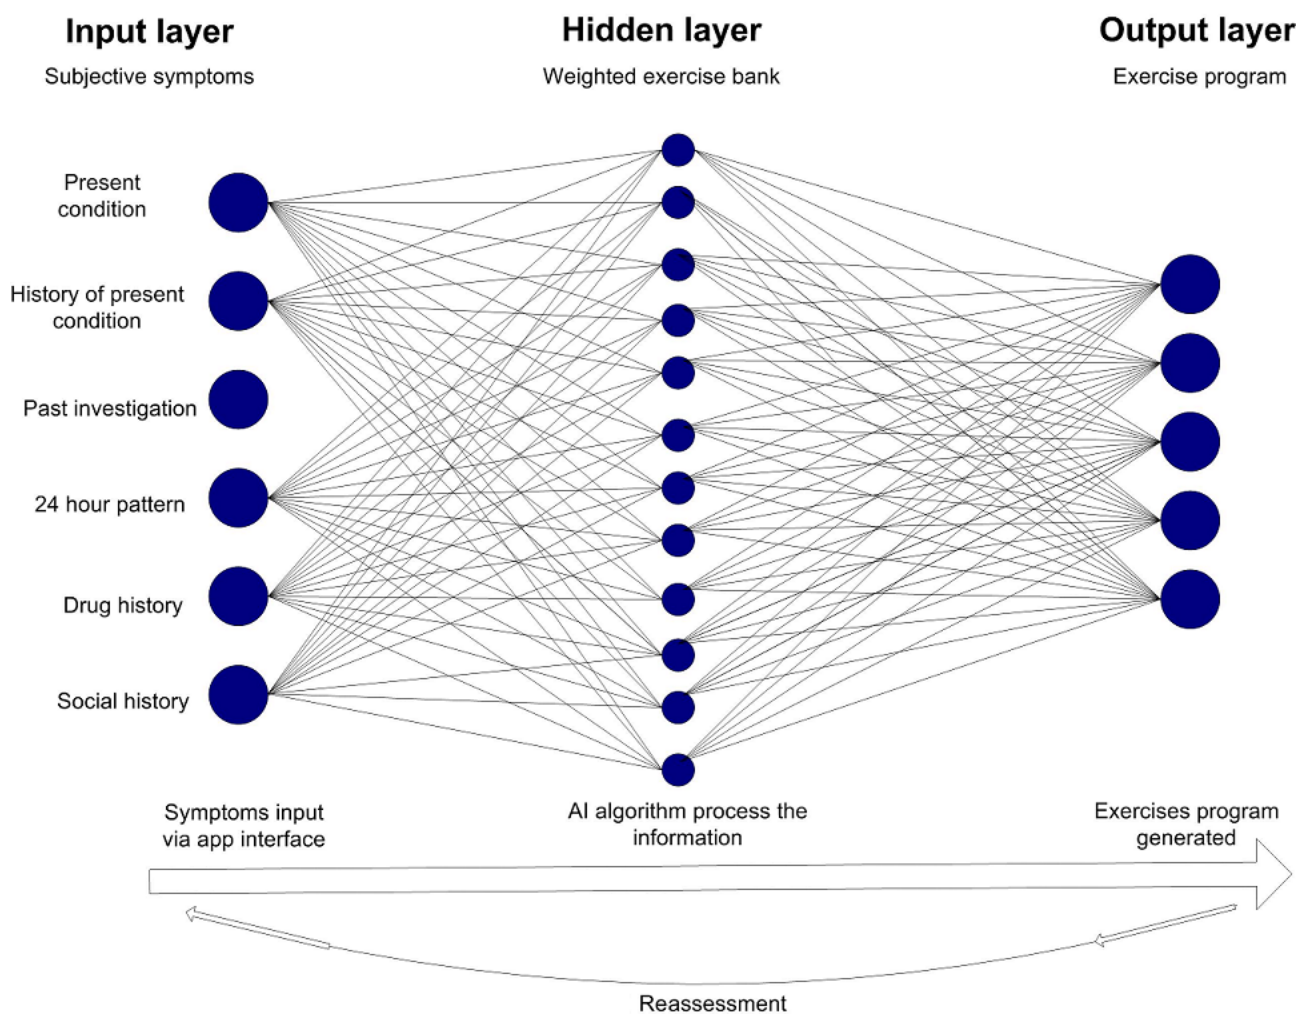 Input layer
Subjective symptoms
Hidden layer
Weighted exercise bank
Output layer
Exercise program
Present
condition
History of present
condition
Past investigation
24 hour pattern
Drug history
Social history
Symptoms input
via app interface
AI algorithm process the
information
Exercises program
generated
Reassessment